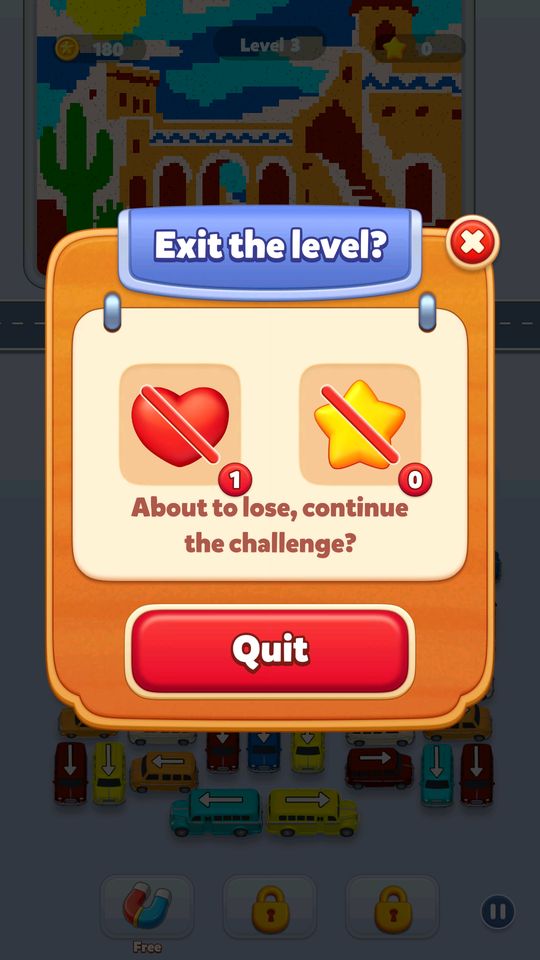 180
Level 3
0
Exit the level?
1
0
About to lose, continue
the challenge?
Quit
Free